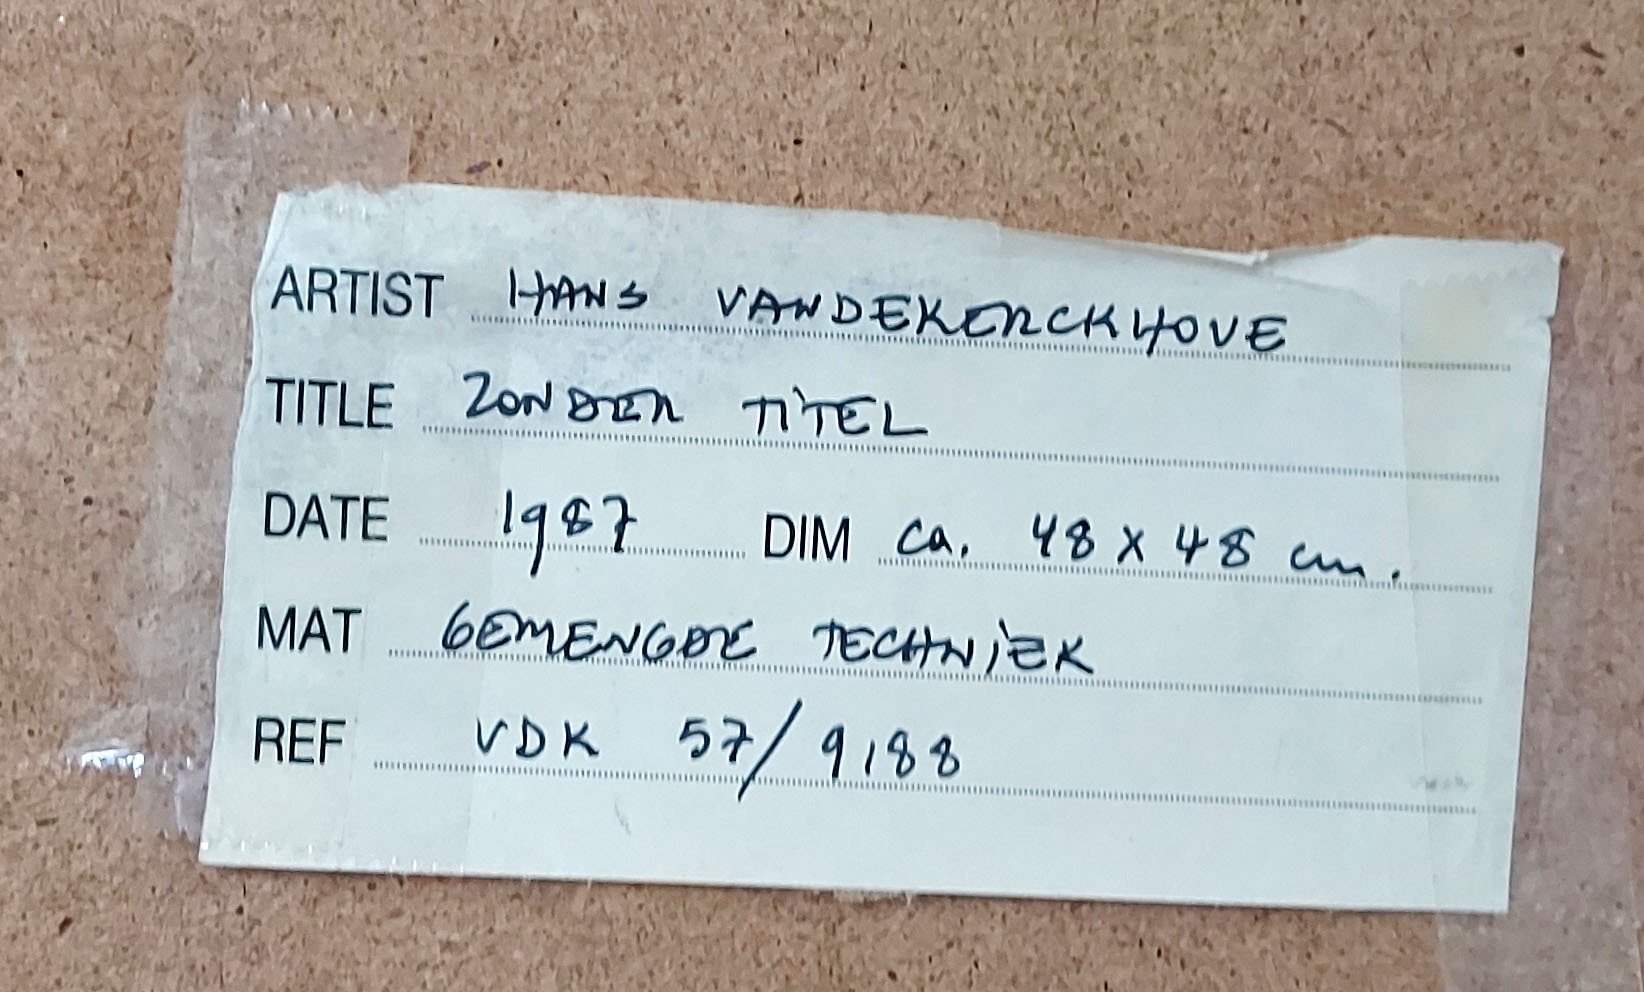 ARTIST HANS VANDEKERCKHOVE
TITLE ZONDER TITEL
DATE 1987 DIM ca. 48 x 48 cm.
MAT GEMENGDE TECHNIEK
REF VDK 57/9188